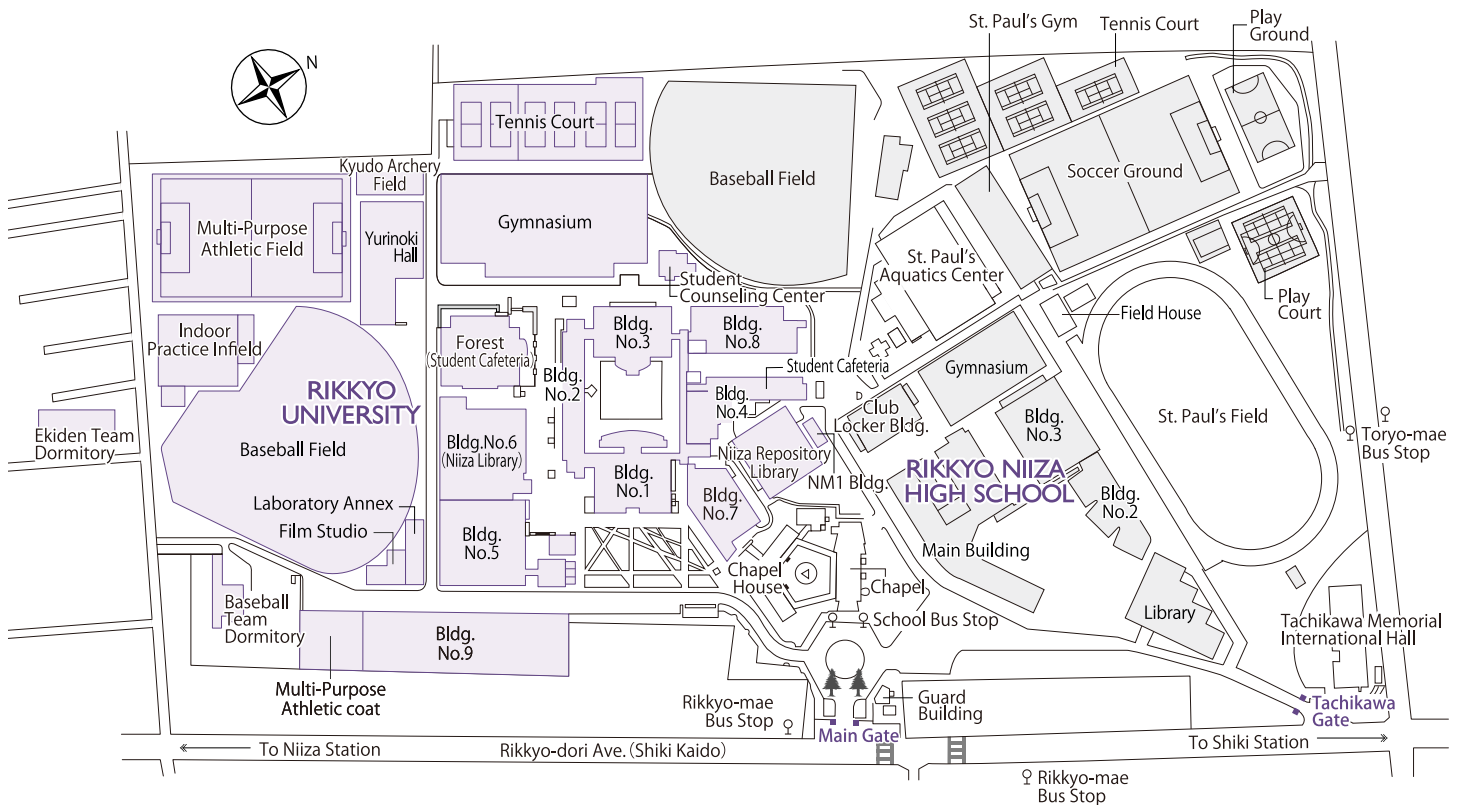 N
St. Paul's Gym
Tennis Court
Play
Ground
Tennis Court
Kyudo Archery
Field
Baseball Field
Soccer Ground
Multi-Purpose
Athletic Field
Yurinoki
Hall
Gymnasium
St. Paul's
Aquatics Center
Student
Counseling Center
Play
Court
Field House
Indoor
Practice Infield
Forest
(Student Cafeteria)
Bldg.
No.3
Bldg.
No.8
Bldg.
No.2
Student Cafeteria
Gymnasium
RIKKYO
UNIVERSITY
Bldg.
No.4
Club
Locker Bldg.
Bldg.
No.3
St. Paul's Field
Ekiden Team
Dormitory
Baseball Field
Bldg.No.6
(Niiza Library)
Niiza Repository
Library
Toryo-mae
Bus Stop
RIKKYO NIIZA
HIGH SCHOOL
Bldg.
No.1
NM1 Bldg.
Bldg.
No.7
Bldg.
No.2
Laboratory Annex
Film Studio
Bldg.
No.5
Main Building
Chapel
House
Chapel
Baseball
Team
Dormitory
School Bus Stop
Library
Tachikawa Memorial
International Hall
Bldg.
No.9
Multi-Purpose
Athletic coat
Rikkyo-mae
Bus Stop
Guard
Building
Tachikawa
Gate
Main Gate
To Niiza Station
Rikkyo-dori Ave. (Shiki Kaido)
To Shiki Station
Rikkyo-mae
Bus Stop